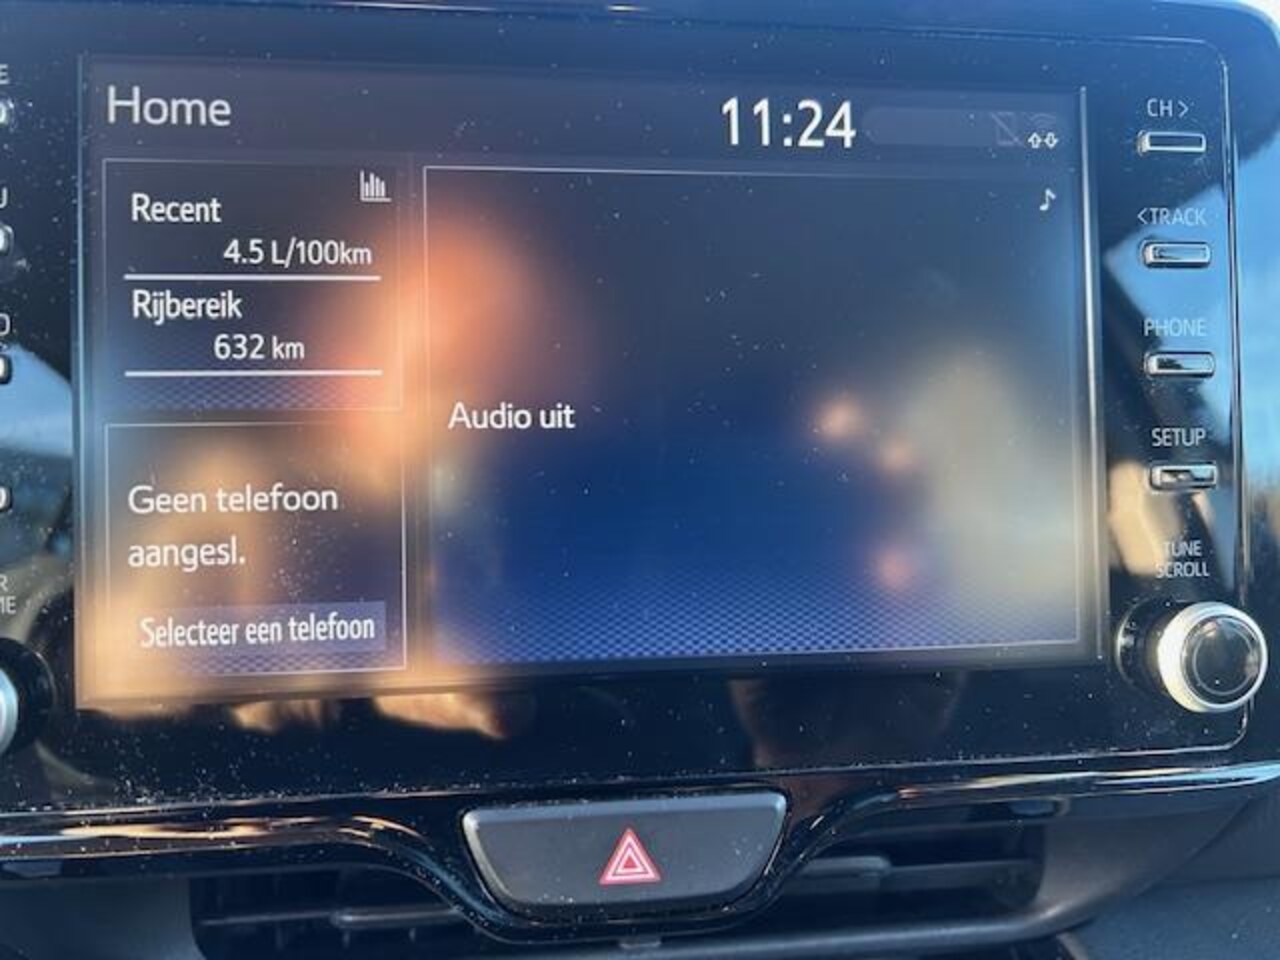 Home
11:24
Recent
4.5 L/100km
Rijbereik
632 km
Geen telefoon
aangesl.
Selecteer een telefoon
Audio uit
CH >
<TRACK
PHONE
SETUP
TUNE
SCROLL